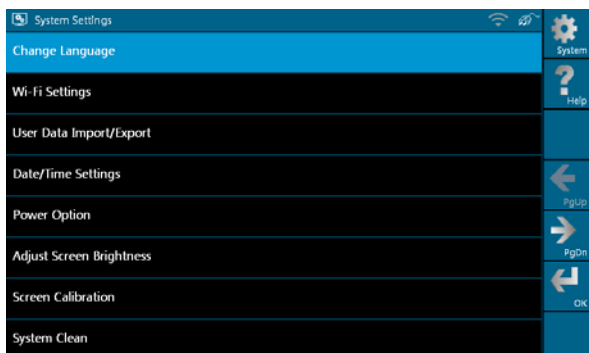 System Settings
Change Language
Wi-Fi Settings
User Data Import/Export
Date/Time Settings
Power Option
Adjust Screen Brightness
Screen Calibration
System Clean
System
Help
PgUp
PgDn
OK